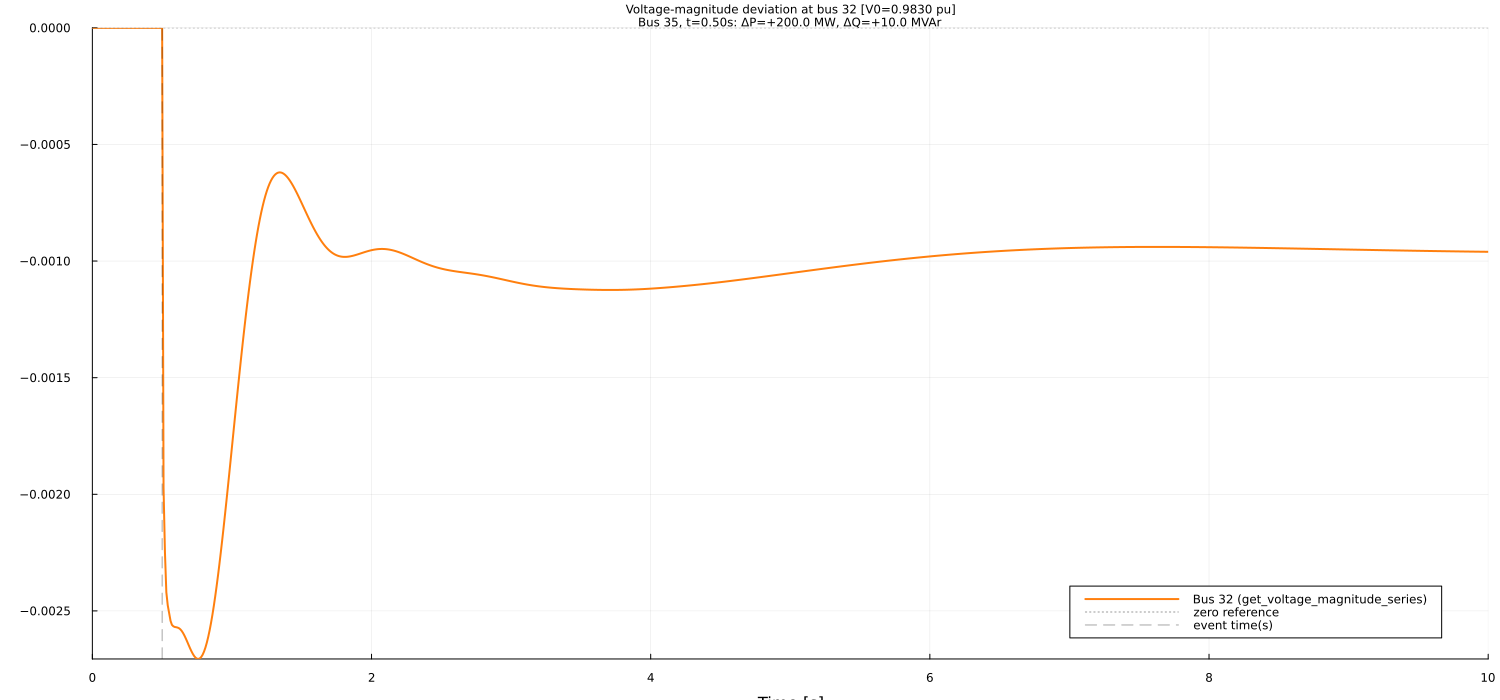 Voltage-magnitude deviation at bus 32 [V0=0.9830 pu]
Bus 35, t=0.50s: ΔP=+200.0 MW, ΔQ=+10.0 MVAr
0.0000
−0.0005
−0.0010
−0.0015
−0.0020
−0.0025
Bus 32 (get_voltage_magnitude_series)
zero reference
event time(s)
0 2 4 6 8 10
Time [s]